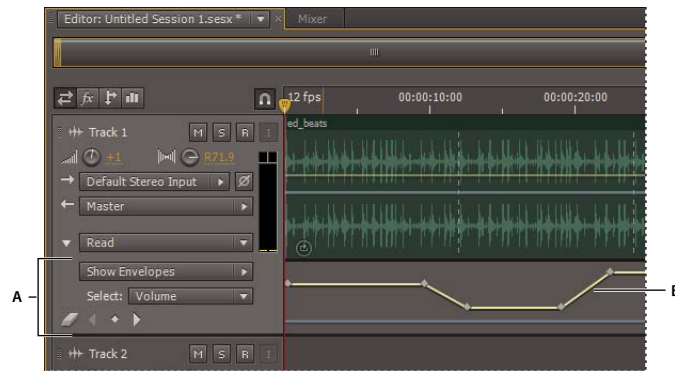 Editor: Untitled Session 1.sesx *
Mixer
fx
12 fps
00:00:10:00
00:00:20:00
ed_beats
Track 1
M S R I
+1
R71.9
Default Stereo Input
Master
Read
Show Envelopes
Select: Volume
A
Track 2
M S R I